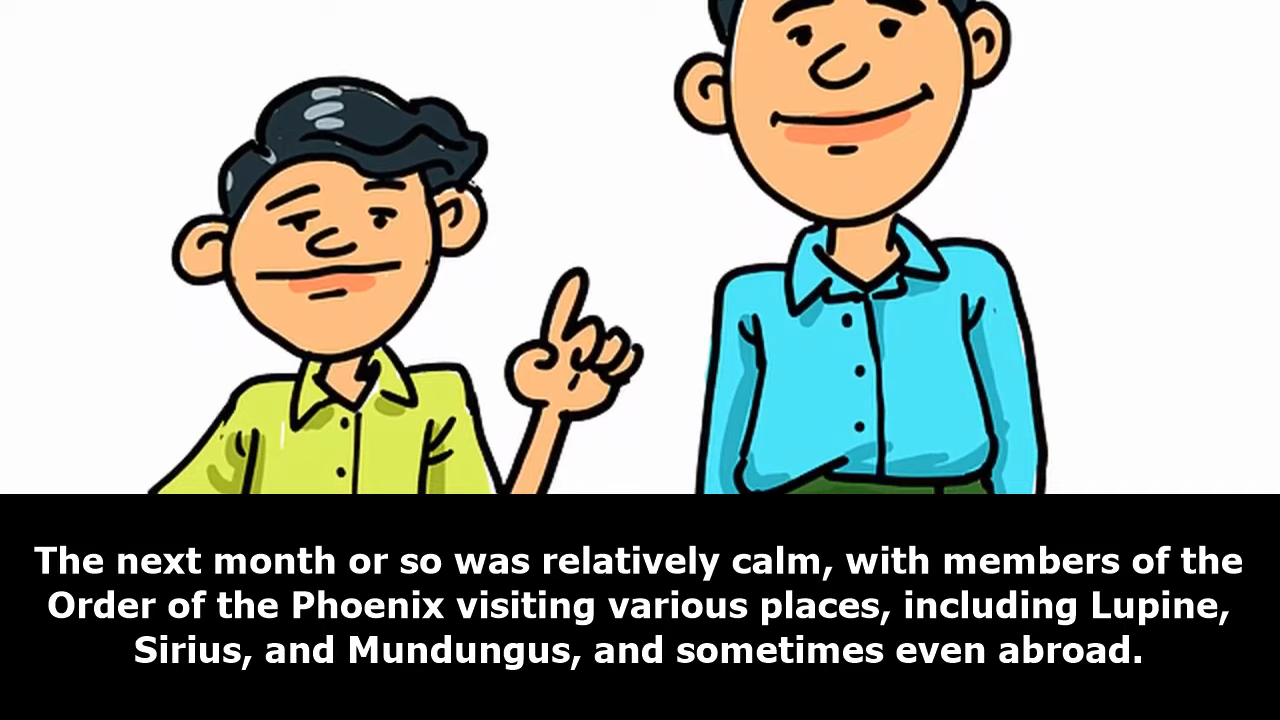 The next month or so was relatively calm, with members of the
Order of the Phoenix visiting various places, including Lupine,
Sirius, and Mundungus, and sometimes even abroad.